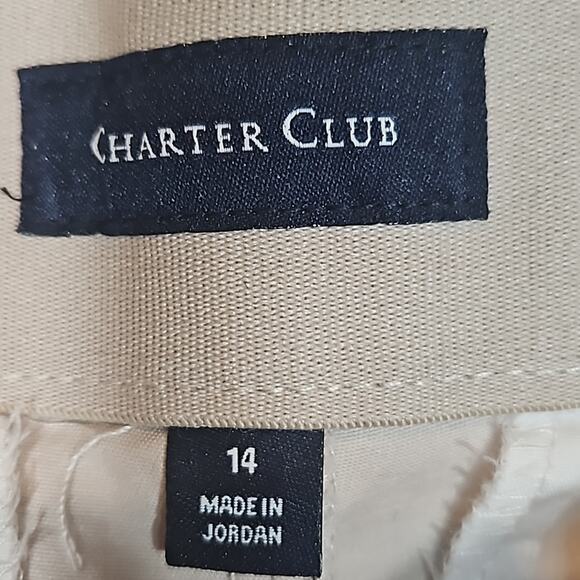 CHARTER CLUB
14
MADE IN
JORDAN